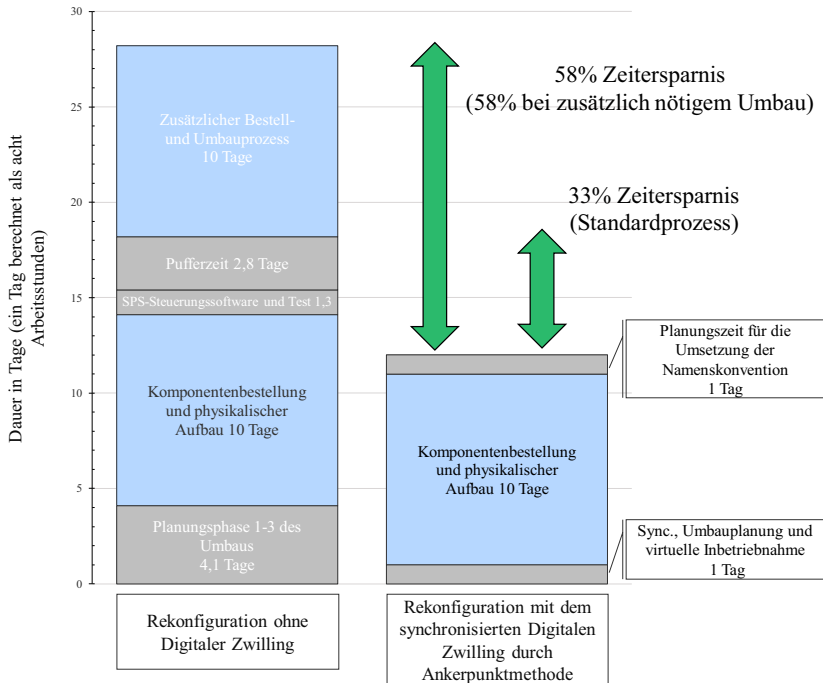 Dauer in Tage (ein Tag berechnet als acht
Arbeitsstunden)
30
25
20
15
10
5
0
Zusätzlicher Bestell-
und Umbauprozess
10 Tage
Pufferzeit 2,8 Tage
SPS-Steuerungssoftware und Test 1,3
Komponentenbestellung
und physikalischer
Aufbau 10 Tage
Planungsphase 1-3 des
Umbaus
4,1 Tage
Rekonfiguration ohne
Digitaler Zwilling
58% Zeitersparnis
(58% bei zusätzlich nötigem Umbau)
33% Zeitersparnis
(Standardprozess)
Komponentenbestellung
und physikalischer
Aufbau 10 Tage
Rekonfiguration mit dem
synchronisierten Digitalen
Zwilling durch
Ankerpunktmethode
Planungszeit für die
Umsetzung der
Namenskonvention
1 Tag
Sync., Umbauplanung und
virtuelle Inbetriebnahme
1 Tag